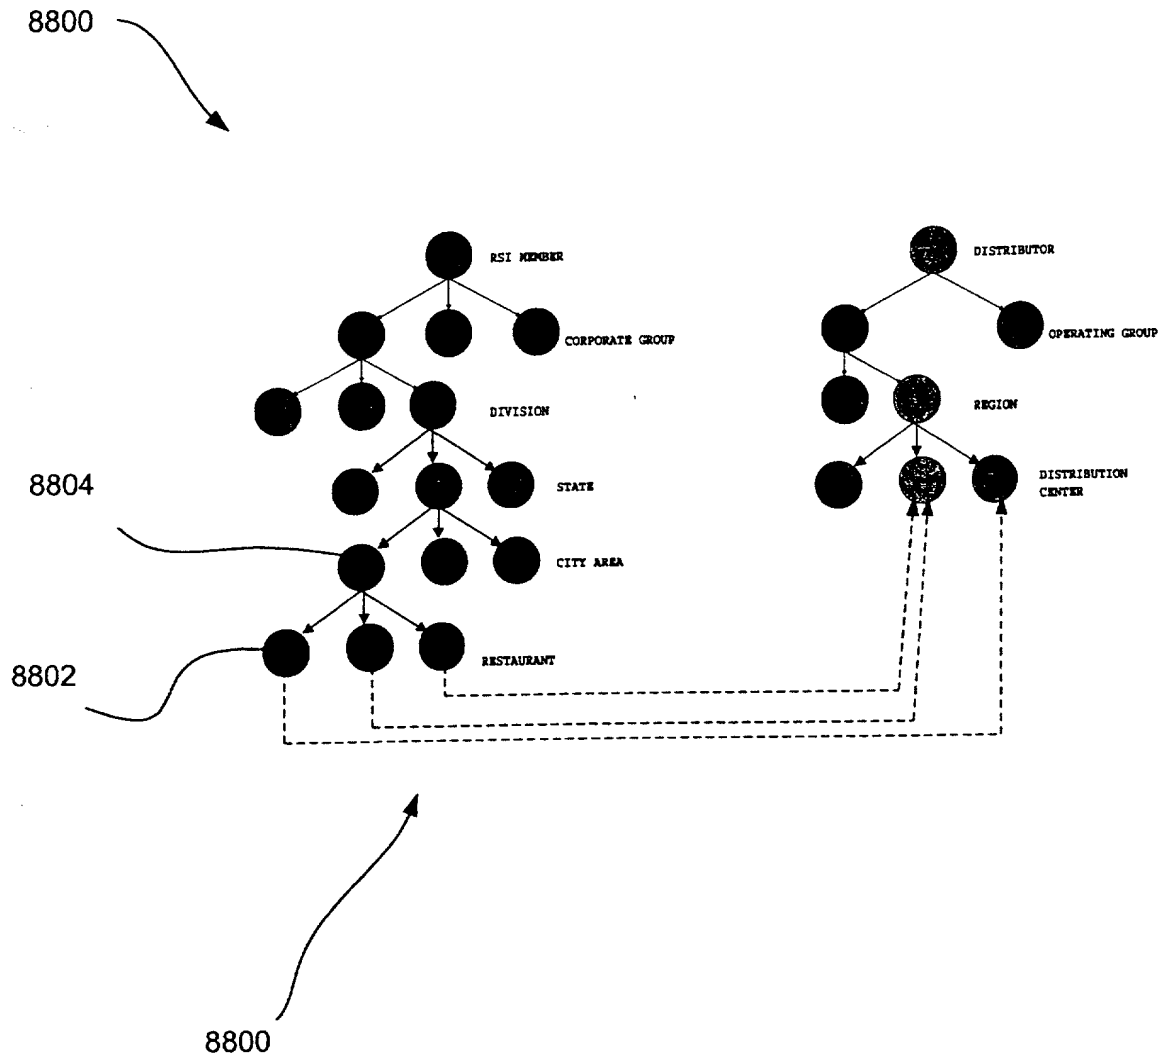 8800
RSI MEMBER
DISTRIBUTOR
CORPORATE GROUP
OPERATING GROUP
DIVISION
REGION
8804
STATE
DISTRIBUTION
CENTER
CITY AREA
RESTAURANT
8802
8800